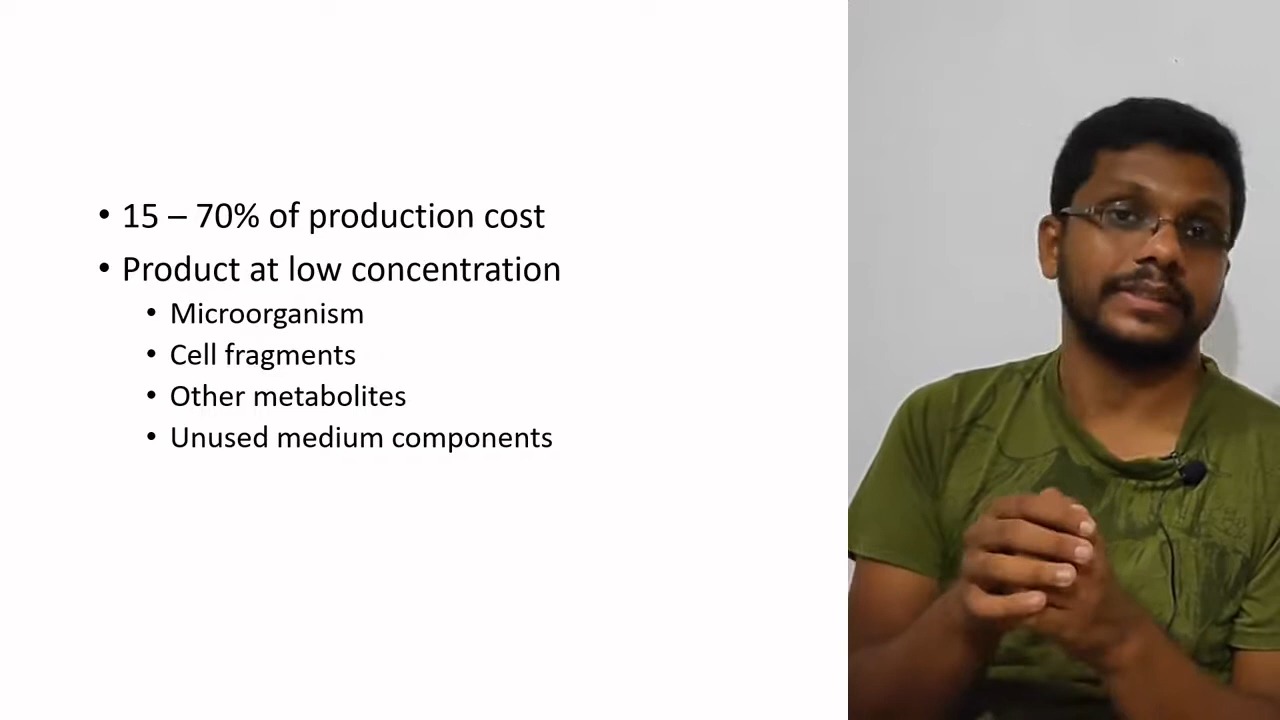 • 15 – 70% of production cost
• Product at low concentration
• Microorganism
• Cell fragments
• Other metabolites
• Unused medium components